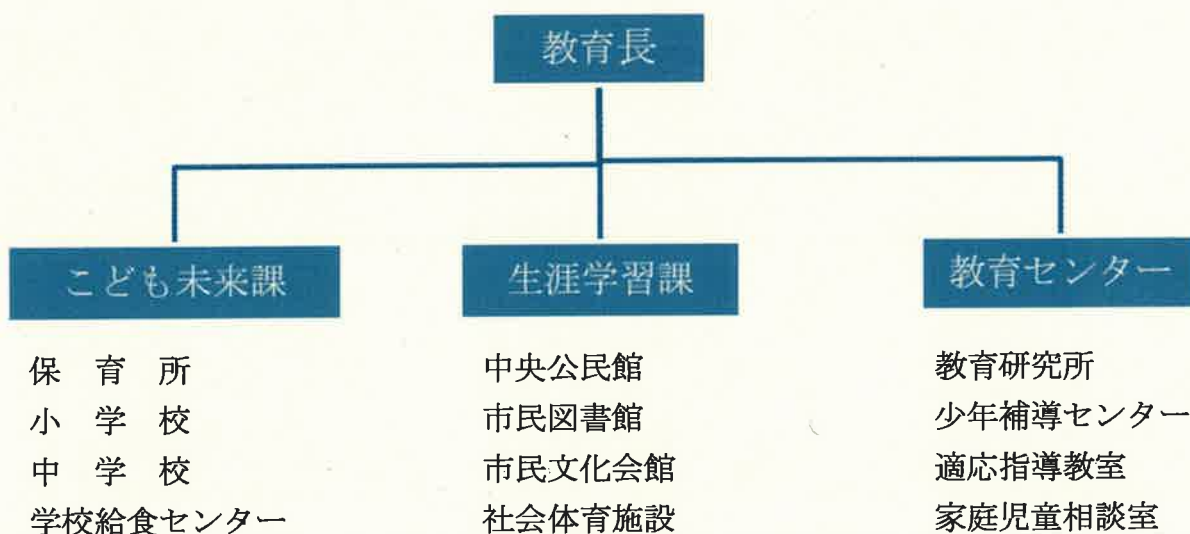 教育長
こども未来課
保 育 所
小 学 校
中 学 校
学校給食センター
生涯学習課
中央公民館
市民図書館
市民文化会館
社会体育施設
教育センター
教育研究所
少年補導センター
適応指導教室
家庭児童相談室